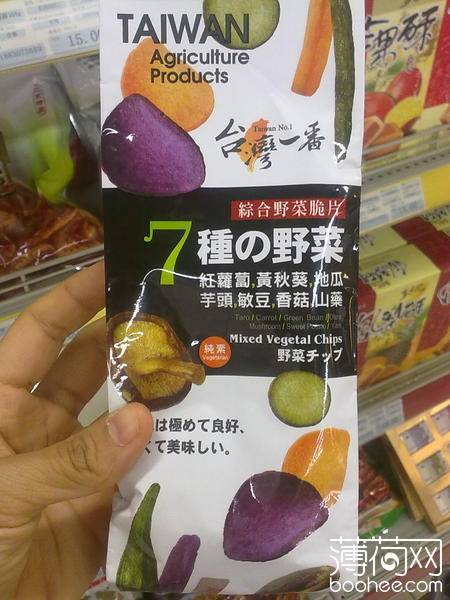 15.00
TAIWAN
Agriculture
Products
Taiwan No.1
台灣一番
綜合野菜脆片
7種の野菜
紅蘿蔔,黃秋葵,地瓜
芋頭,敏豆,香菇,山藥
Taro / Carrot / Green Bean / Okra
Mushroom / Sweet Potato / Yam
Mixed Vegetal Chips
純素
Vegetarian
野菜チップ
は極めて良好、
て美味しい。
薄荷网
boohee.com